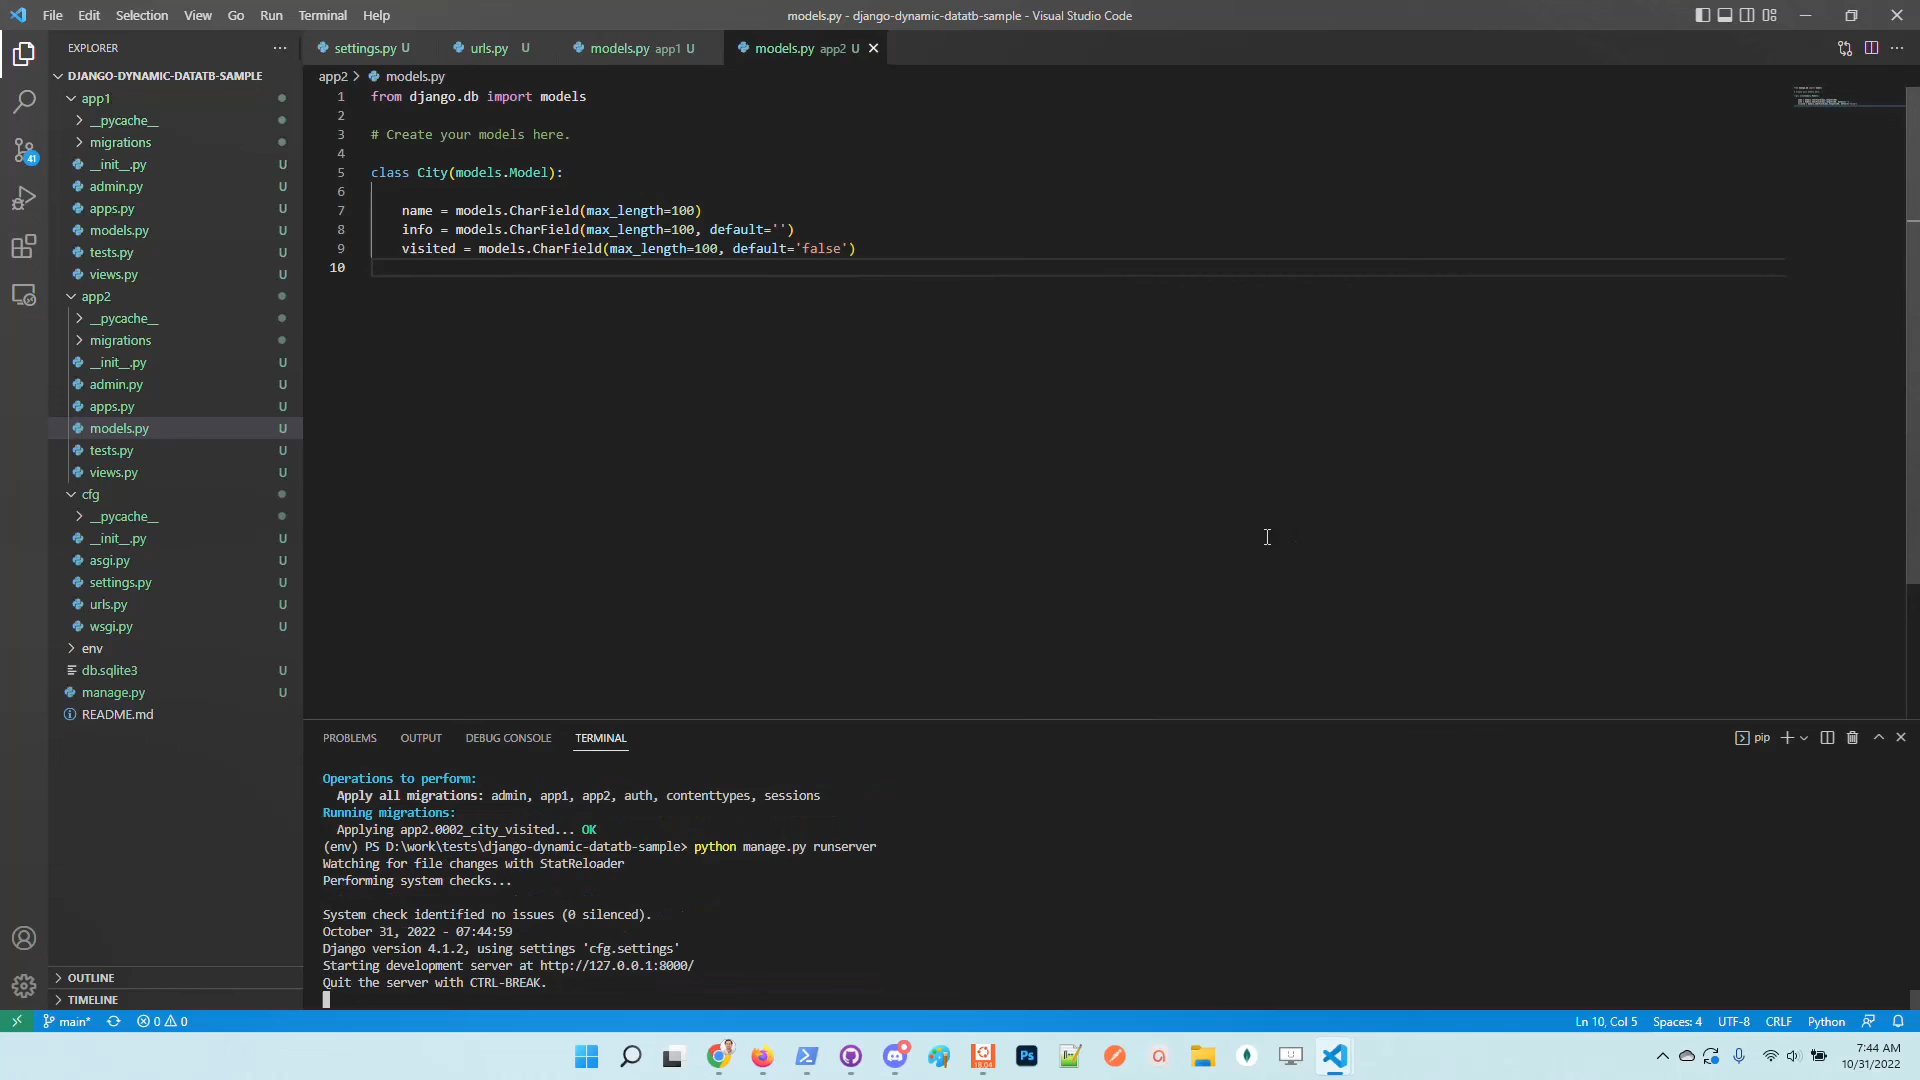 File Edit Selection View Go Run Terminal Help
models.py - django-dynamic-datatb-sample - Visual Studio Code
EXPLORER
DJANGO-DYNAMIC-DATATB-SAMPLE
app1
__pycache__
migrations
__init__.py U
admin.py U
apps.py U
models.py U
tests.py U
views.py U
app2
__pycache__
migrations
__init__.py U
admin.py U
apps.py U
models.py U
tests.py U
views.py U
cfg
__pycache__
__init__.py U
asgi.py U
settings.py U
urls.py U
wsgi.py U
env
db.sqlite3 U
manage.py U
README.md
OUTLINE
TIMELINE
41
settings.py U urls.py U models.py app1 U models.py app2 U
app2 > models.py
1 from django.db import models
2
3 # Create your models here.
4
5 class City(models.Model):
6
7 name = models.CharField(max_length=100)
8 info = models.CharField(max_length=100, default='')
9 visited = models.CharField(max_length=100, default='false')
10
PROBLEMS OUTPUT DEBUG CONSOLE TERMINAL
pip
Operations to perform:
Apply all migrations: admin, app1, app2, auth, contenttypes, sessions
Running migrations:
Applying app2.0002_city_visited... OK
(env) PS D:\work\tests\django-dynamic-datatb-sample> python manage.py runserver
Watching for file changes with StatReloader
Performing system checks...
System check identified no issues (0 silenced).
October 31, 2022 - 07:44:59
Django version 4.1.2, using settings 'cfg.settings'
Starting development server at http://127.0.0.1:8000/
Quit the server with CTRL-BREAK.
main* 0 0
Ln 10, Col 5 Spaces: 4 UTF-8 CRLF Python
18.04
Ps
7:44 AM
10/31/2022